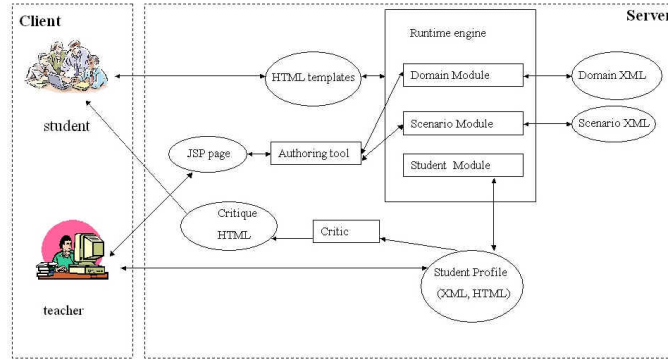 Client
Server
Runtime engine
student
HTML templates
Domain Module
Domain XML
Scenario Module
Scenario XML
JSP page
Authoring tool
Student Module
Critique
HTML
Critic
Student Profile
(XML, HTML)
teacher